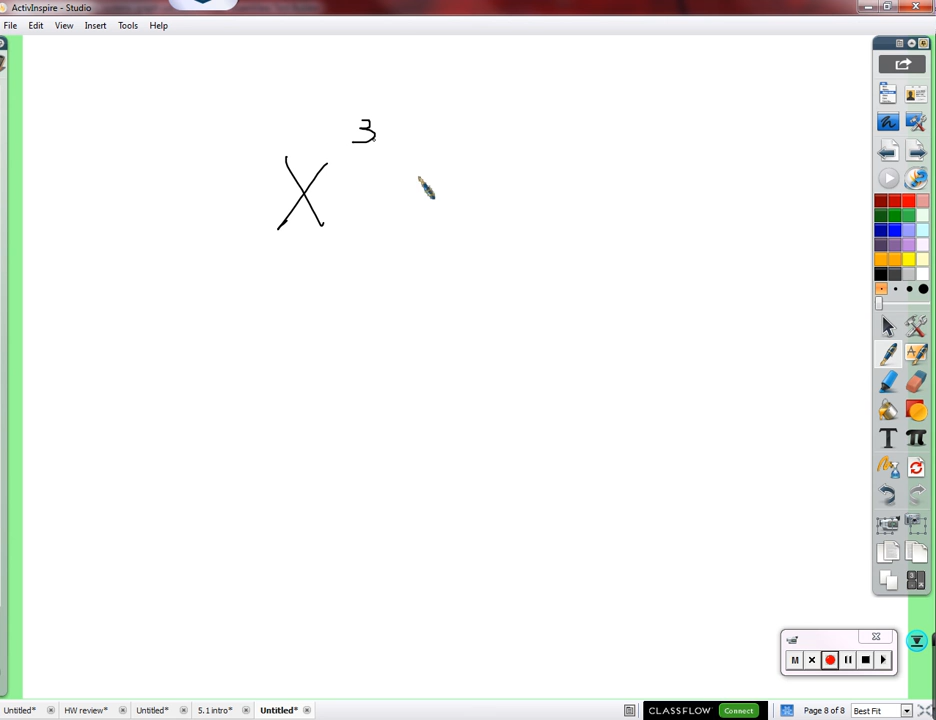 ActivInspire - Studio
File Edit View Insert Tools Help
3
X
T π
M
Untitled* HW review* Untitled* 5.1 intro* Untitled* CLASSFLOW Connect Page 8 of 8 Best Fit